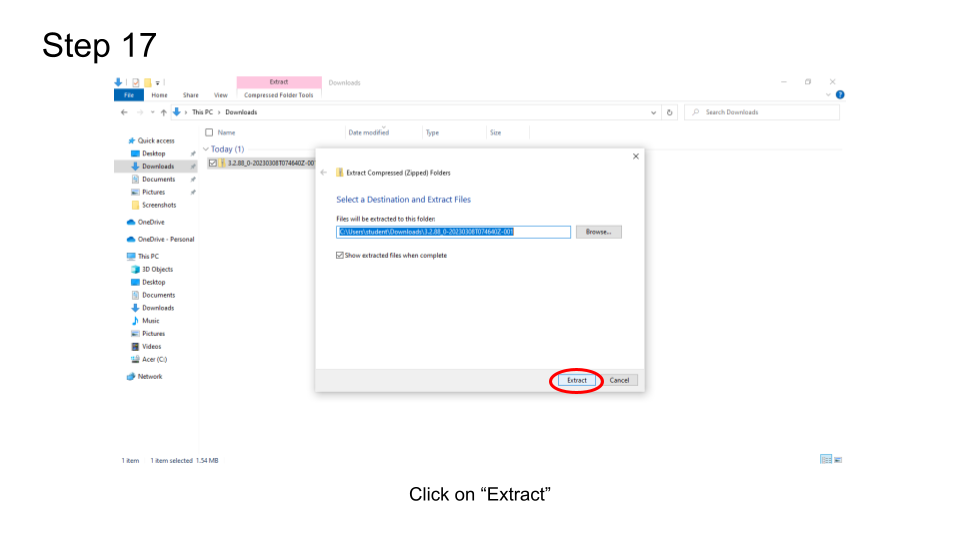 Step 17
Extract
Downloads
File
Home
Share
View
Compressed Folder Tools
This PC > Downloads
Search Downloads
Name
Date modified
Type
Size
Quick access
Desktop
Downloads
Documents
Pictures
Screenshots
OneDrive
OneDrive - Personal
This PC
3D Objects
Desktop
Documents
Downloads
Music
Pictures
Videos
Acer (C:)
Network
Today (1)
3.2.88_0-20230308T074640Z-001
Extract Compressed (Zipped) Folders
Select a Destination and Extract Files
Files will be extracted to this folder:
C:\Users\student\Downloads\3.2.88_0-20230308T074640Z-001
Browse...
Show extracted files when complete
Extract
Cancel
1 item
1 item selected 1.54 MB
Click on “Extract”